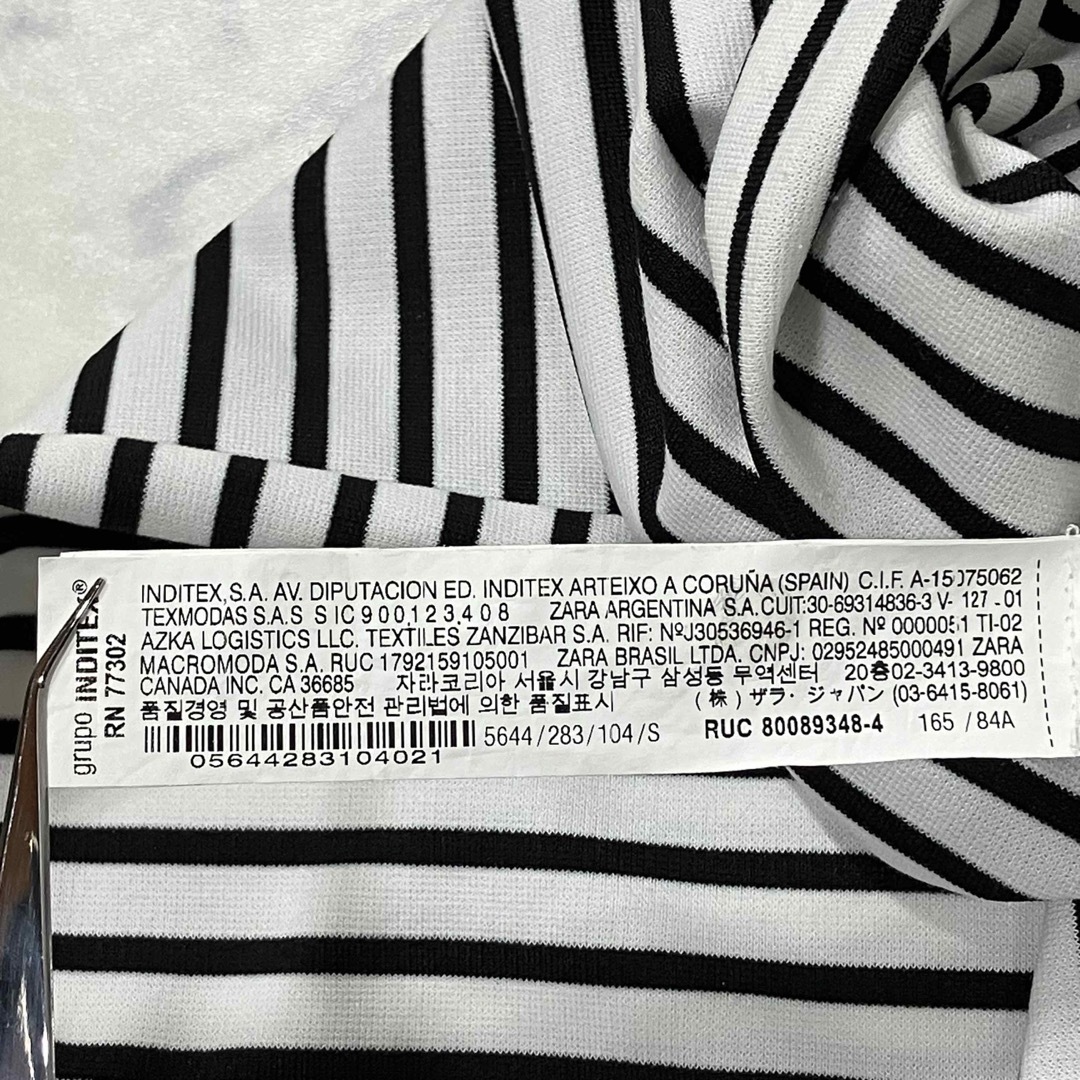 grupo INDITEX®
RN 77302
INDITEX,S.A. AV. DIPUTACION ED. INDITEX ARTEIXO A CORUÑA (SPAIN) C.I.F. A-15075062
TEXMODAS S.A.S S IC 900123.408 ZARA ARGENTINA S.A.CUIT:30-69314836-3 V- 127 - 01
AZKA LOGISTICS LLC. TEXTILES ZANZIBAR S.A. RIF: NºJ30536946-1 REG. Nº 0000051 TI-02
MACROMODA S.A. RUC 1792159105001 ZARA BRASIL LTDA. CNPJ: 02952485000491 ZARA
CANADA INC. CA 36685 자라코리아 서울시 강남구 삼성동 무역센터 20층02-3413-9800
품질경영 및 공산품안전 관리법에 의한 품질표시 (株) ザラ・ジャパン (03-6415-8061)
5644/283/104/S RUC 80089348-4 165 / 84A
05644283104021